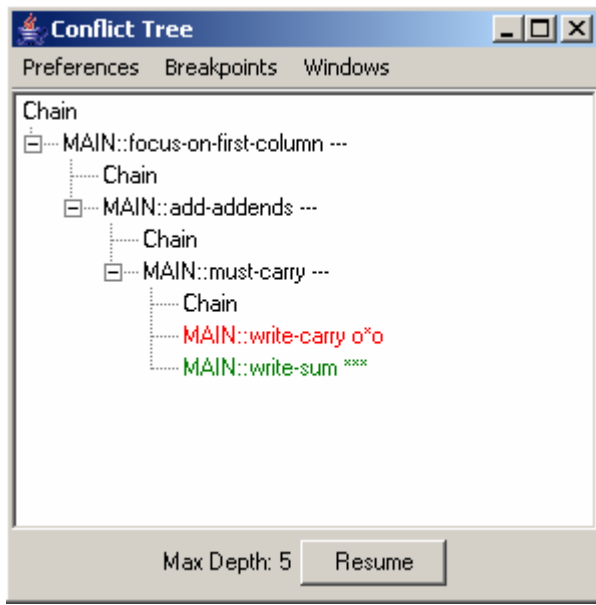 Conflict Tree
Preferences Breakpoints Windows
Chain
MAIN::focus-on-first-column ---
Chain
MAIN::add-addends ---
Chain
MAIN::must-carry ---
Chain
MAIN::write-carry o*o
MAIN::write-sum ***
Max Depth: 5 Resume